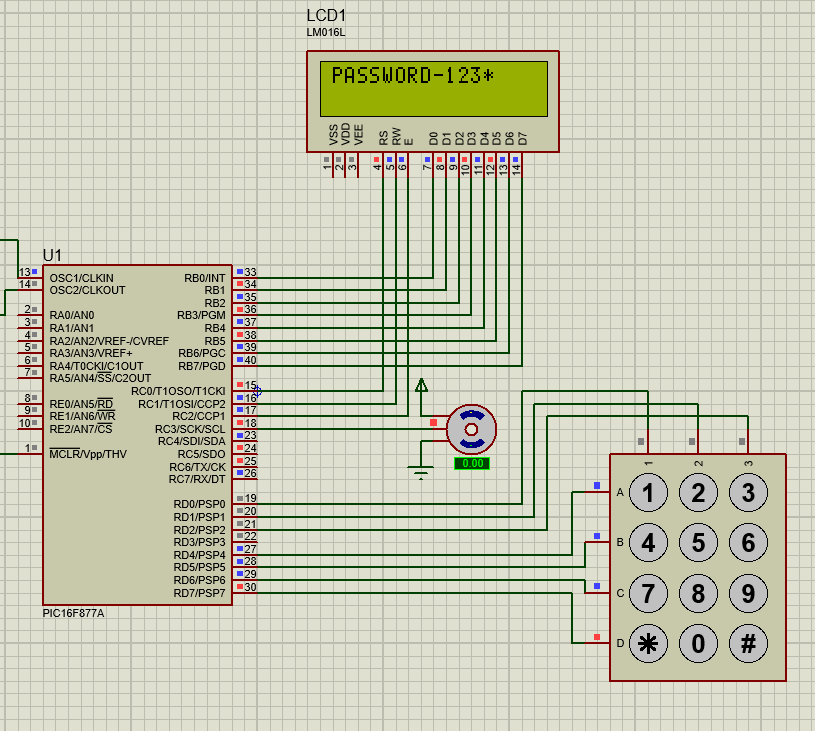 LCD1
LM016L
PASSWORD-123*
VSS VDD VEE RS RW E D0 D1 D2 D3 D4 D5 D6 D7
1 2 3 4 5 6 7 8 9 10 11 12 13 14
U1
13 OSC1/CLKIN RB0/INT 33
14 OSC2/CLKOUT RB1 34
RB2 35
2 RA0/AN0 RB3/PGM 36
3 RA1/AN1 RB4 37
4 RA2/AN2/VREF-/CVREF RB5 38
5 RA3/AN3/VREF+ RB6/PGC 39
6 RA4/T0CKI/C1OUT RB7/PGD 40
7 RA5/AN4/SS/C2OUT
RC0/T1OSO/T1CKI 15
8 RE0/AN5/RD RC1/T1OSI/CCP2 16
9 RE1/AN6/WR RC2/CCP1 17
10 RE2/AN7/CS RC3/SCK/SCL 18
RC4/SDI/SDA 23
1 MCLR/Vpp/THV RC5/SDO 24
RC6/TX/CK 25
RC7/RX/DT 26
RD0/PSP0 19
RD1/PSP1 20
RD2/PSP2 21
RD3/PSP3 22
RD4/PSP4 27
RD5/PSP5 28
RD6/PSP6 29
RD7/PSP7 30
PIC16F877A
0.00
1 2 3
A 1 2 3
B 4 5 6
C 7 8 9
D * 0 #